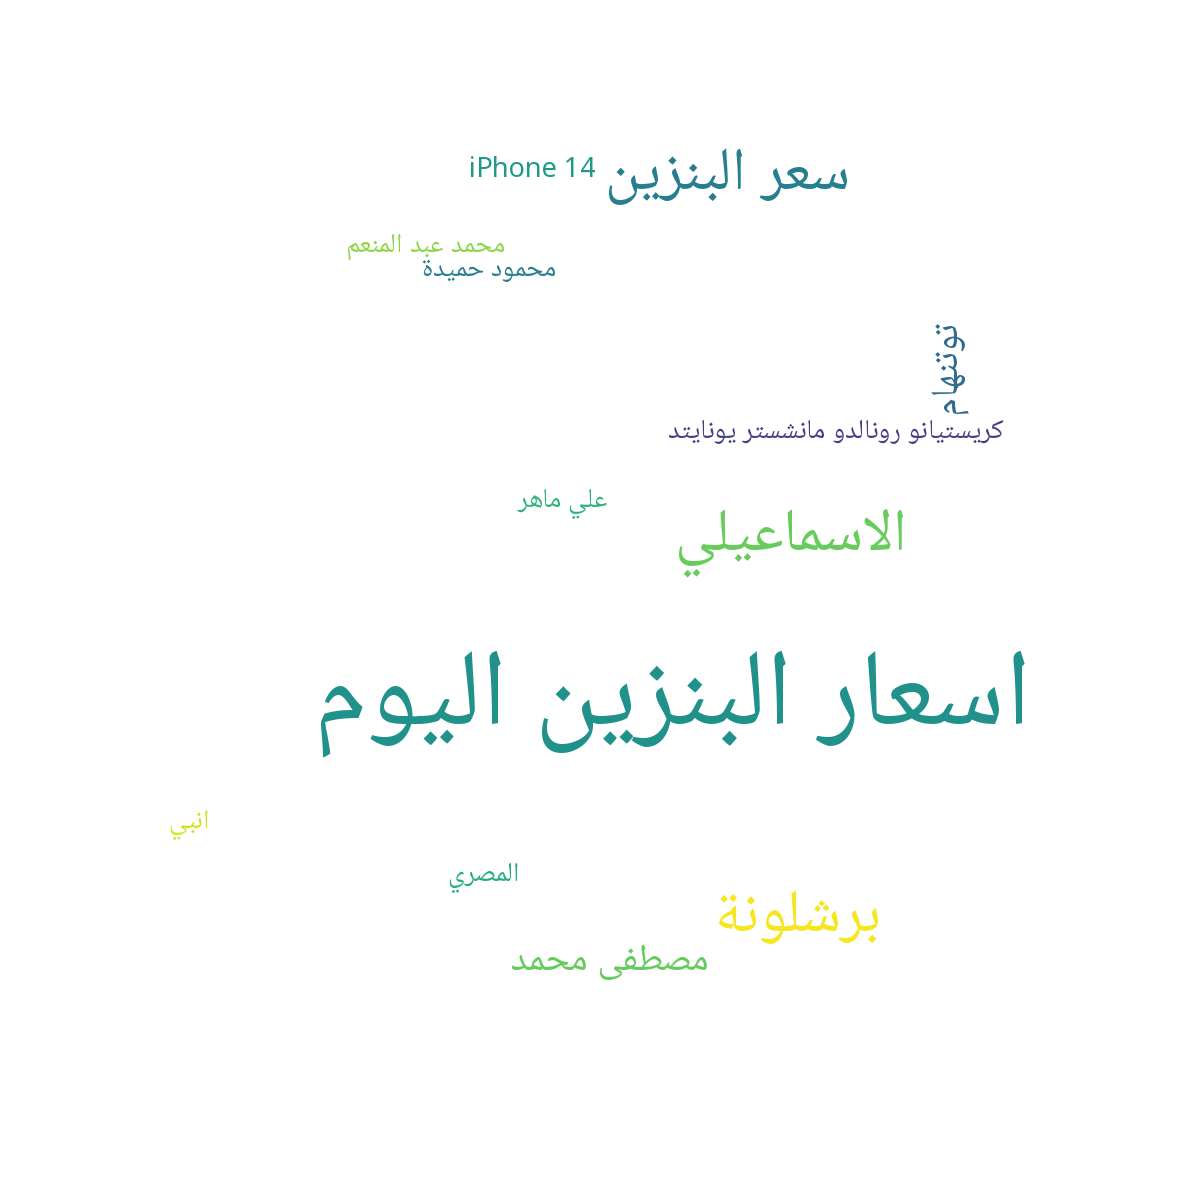 سعر البنزين
iPhone 14
محمد عبد المنعم
محمود حميدة
توتنهام
كريستيانو رونالدو مانشستر يونايتد
علي ماهر
الاسماعيلي
اسعار البنزين اليوم
انبي
المصري
برشلونة
مصطفى محمد